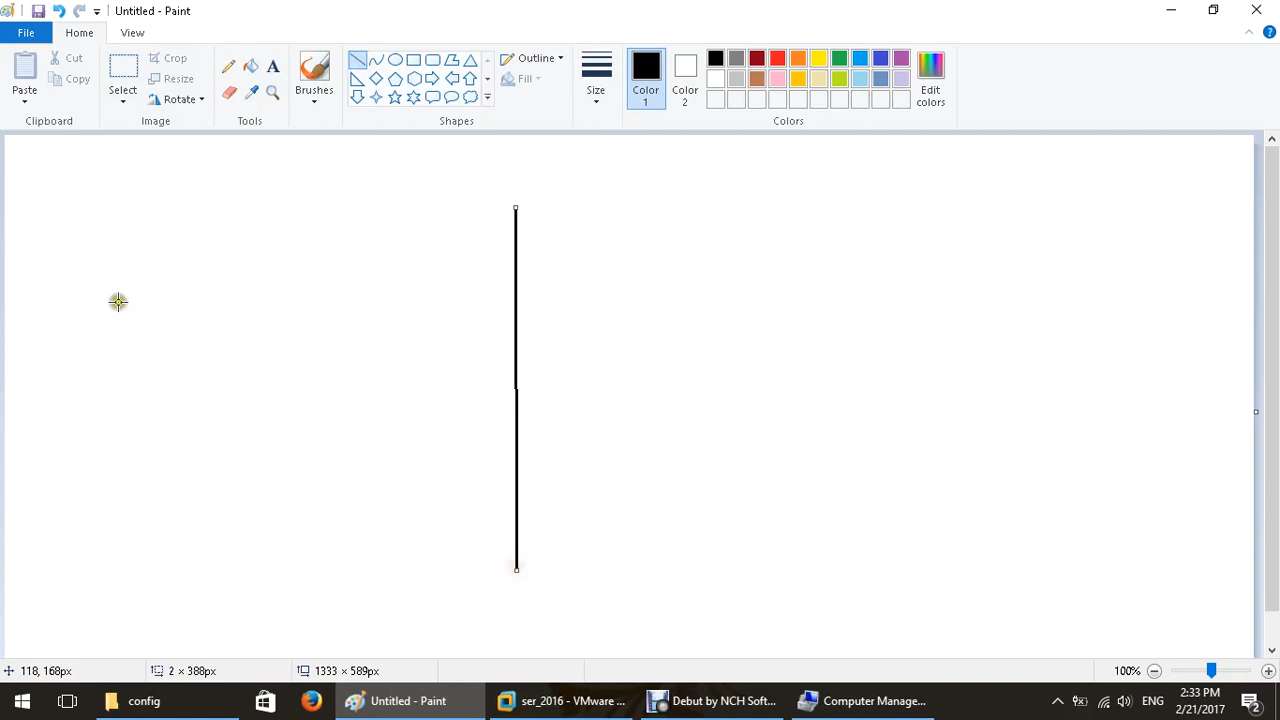 Untitled - Paint
File
Home
View
Paste
Cut
Copy
Clipboard
Select
Crop
Resize
Rotate
Image
A
Tools
Brushes
Outline
Fill
Shapes
Size
Color
1
Color
2
Edit
colors
Colors
118, 168px
2 × 388px
1333 × 589px
100%
config
Untitled - Paint
ser_2016 - VMware ...
Debut by NCH Soft...
Computer Manage...
ENG
2:33 PM
2/21/2017
2